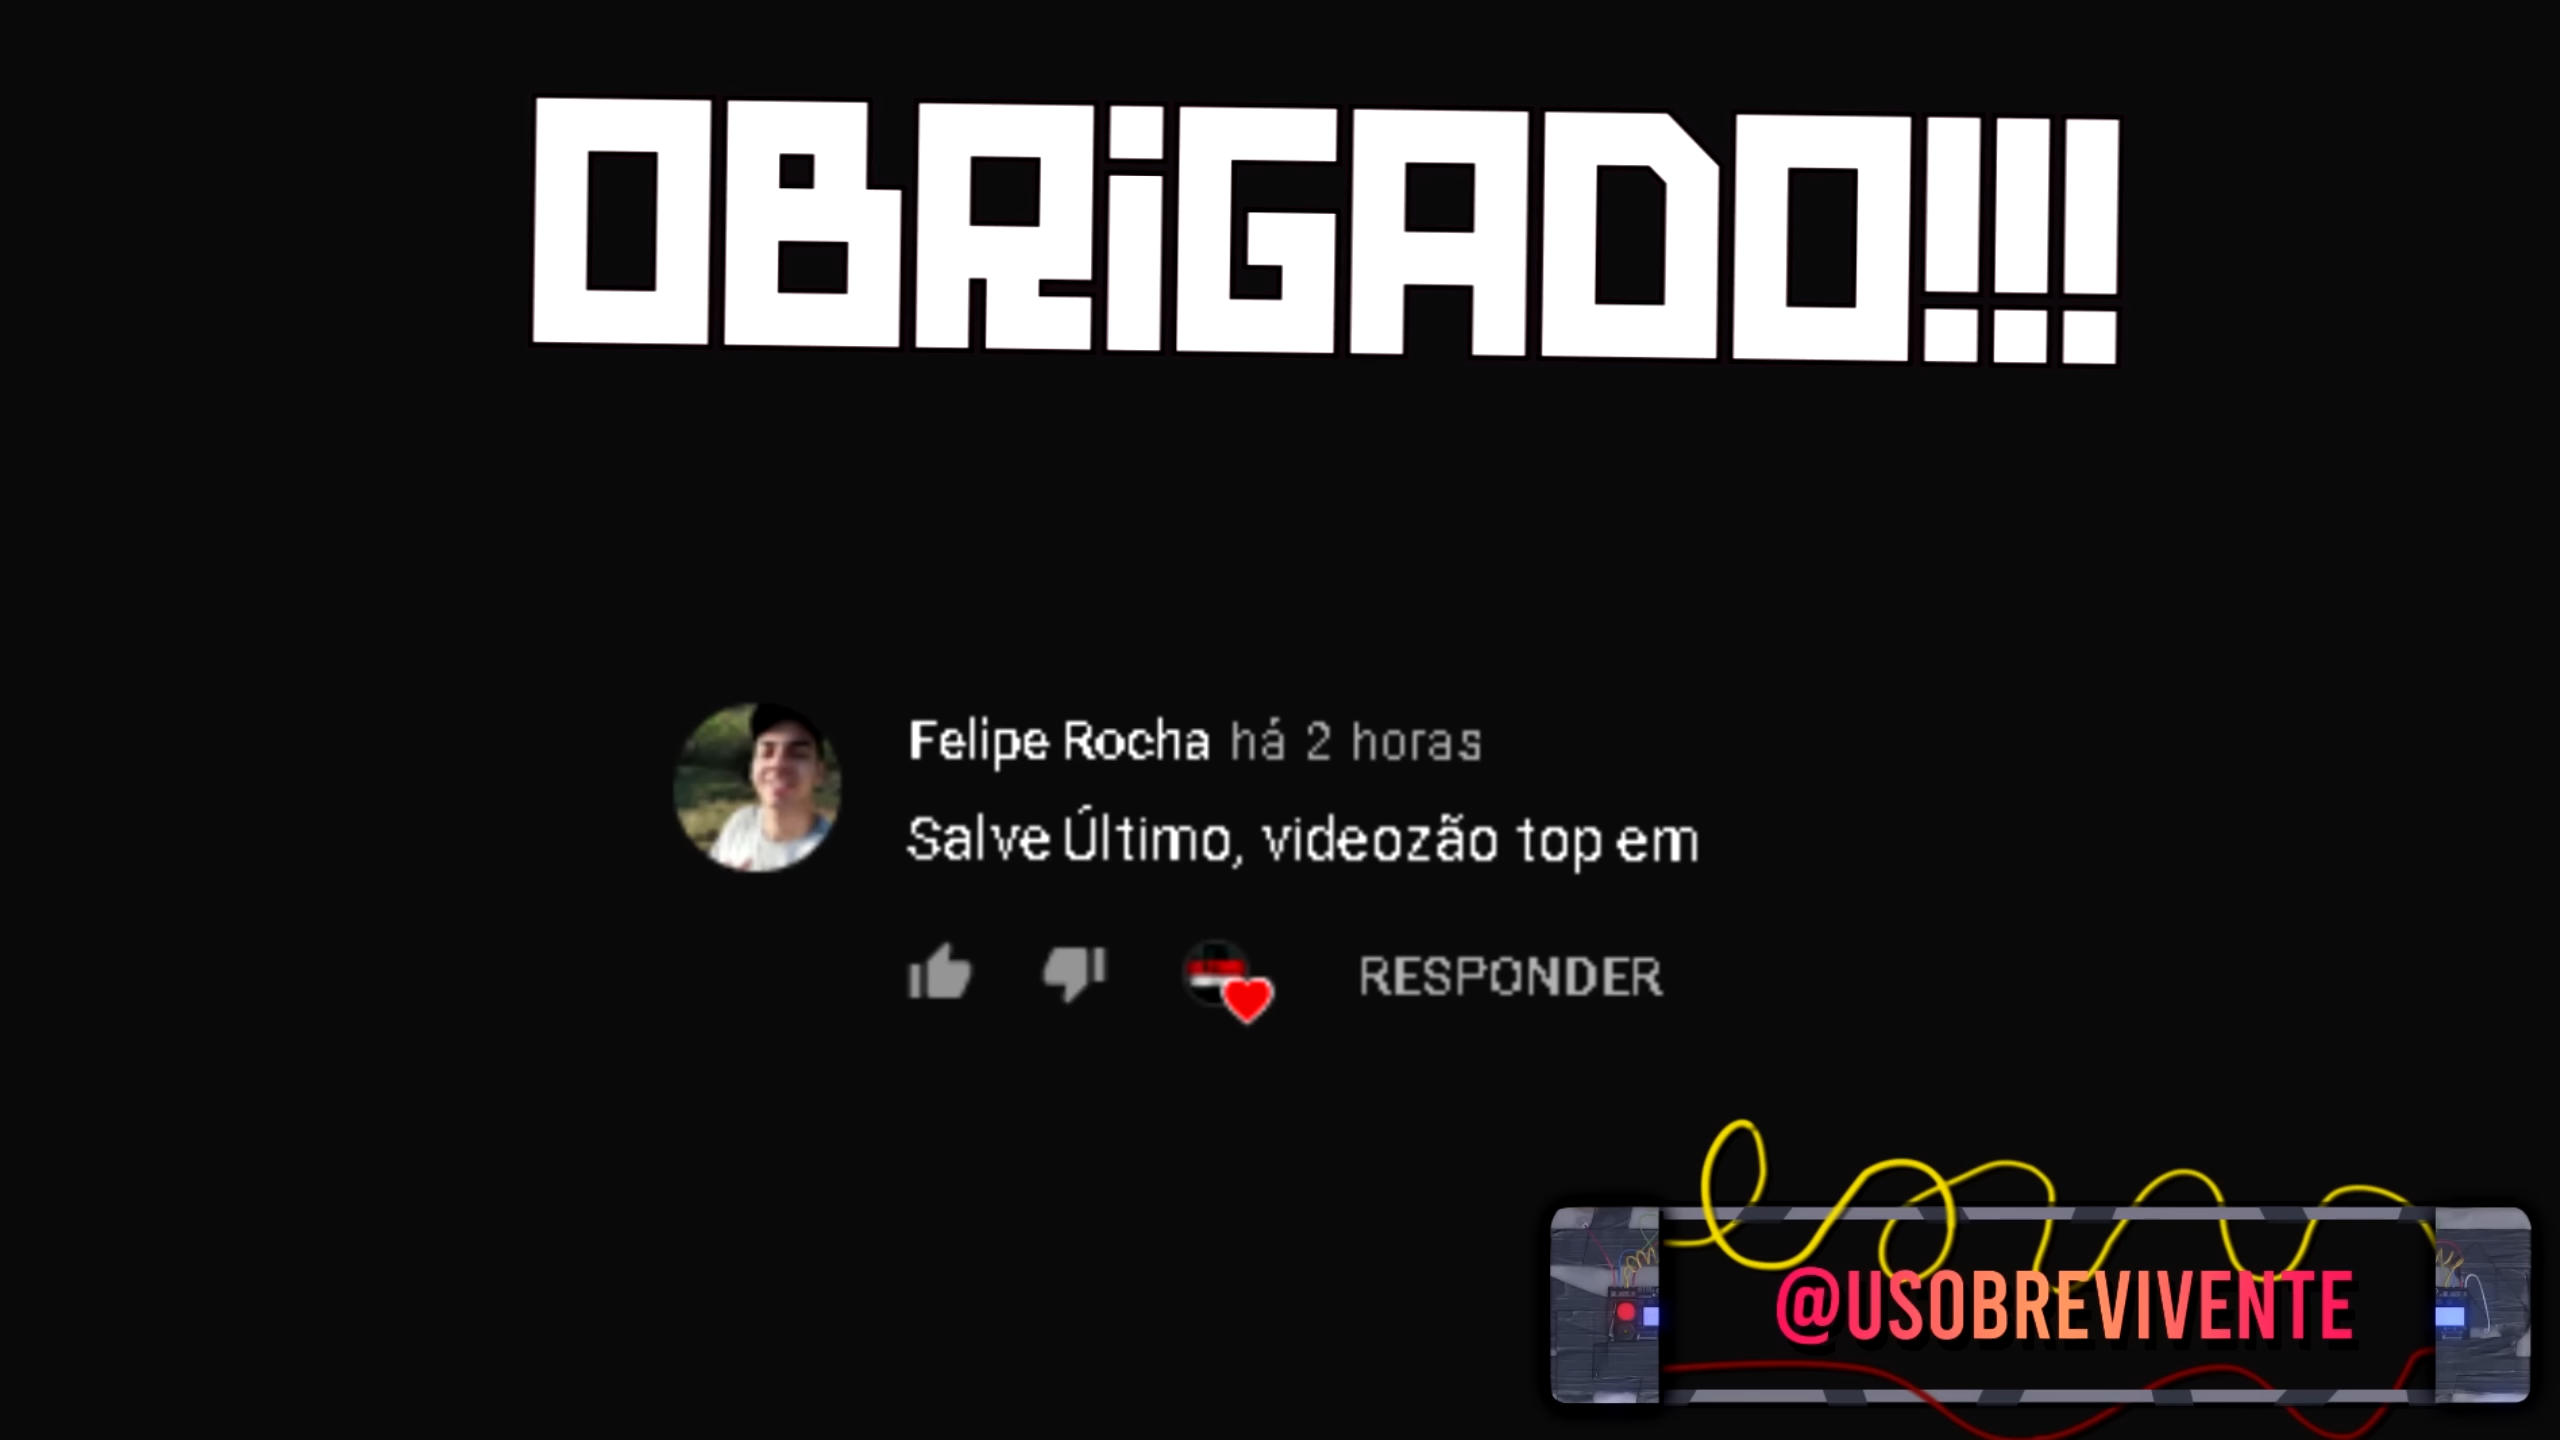 OBRiGADO!!!
Felipe Rocha há 2 horas
Salve Último, videozão top em
RESPONDER
@USOBREVIVENTE